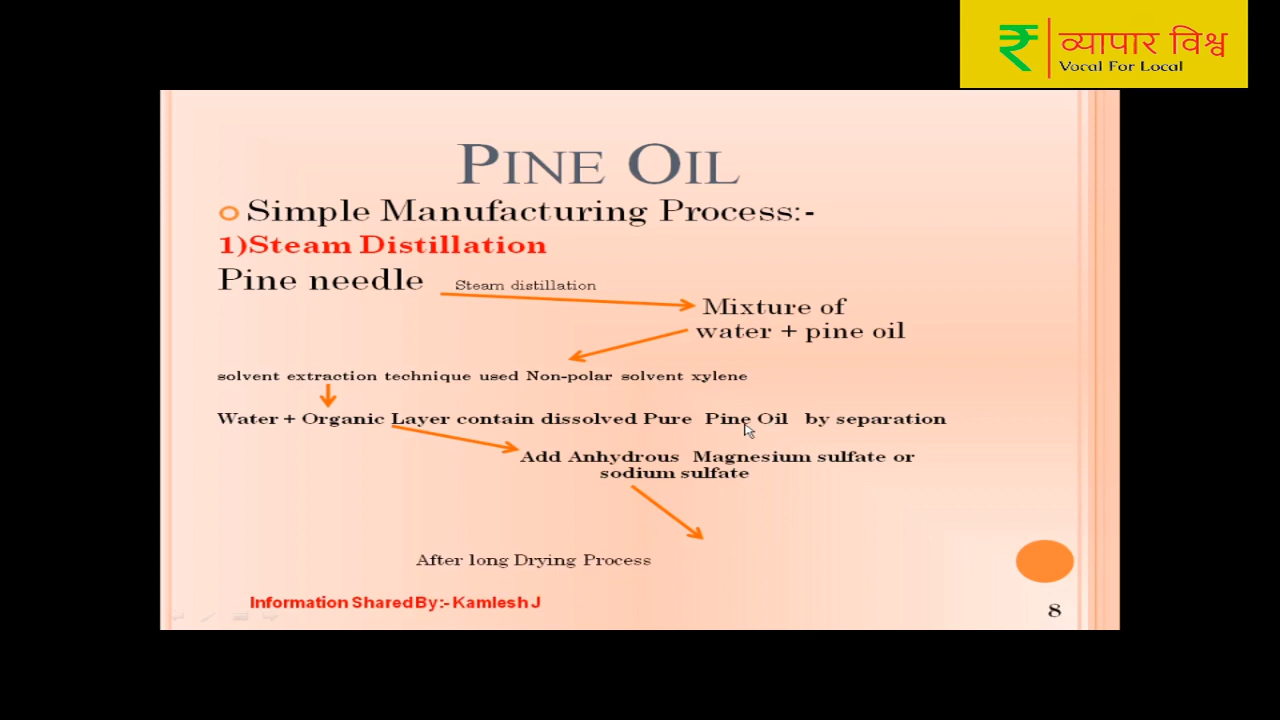 ₹ व्यापार विश्व
Vocal For Local
PINE OIL
Simple Manufacturing Process:-
1)Steam Distillation
Pine needle
Steam distillation
Mixture of
water + pine oil
solvent extraction technique used Non-polar solvent xylene
Water + Organic Layer contain dissolved Pure Pine Oil by separation
Add Anhydrous Magnesium sulfate or
sodium sulfate
After long Drying Process
Information Shared By:- Kamlesh J
8